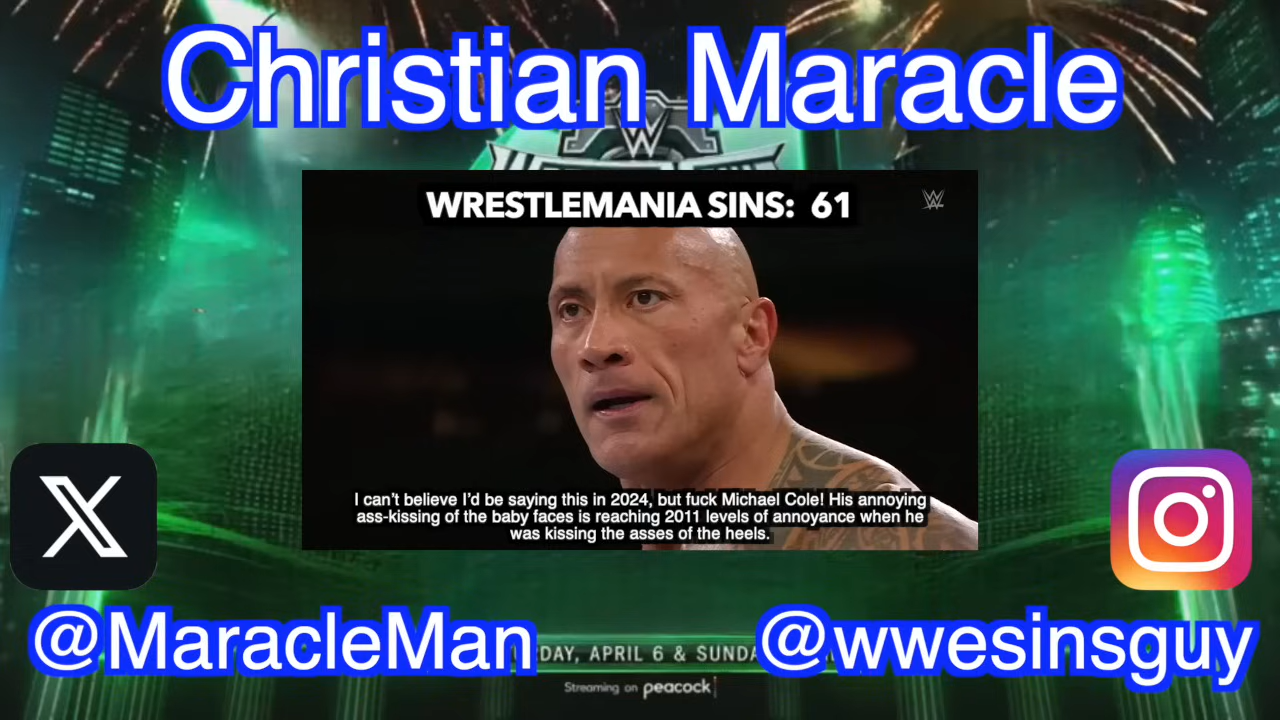 Christian Maracle
WRESTLEMANIA SINS: 61
I can't believe I'd be saying this in 2024, but fuck Michael Cole! His annoying
ass-kissing of the baby faces is reaching 2011 levels of annoyance when he
was kissing the asses of the heels.
@MaracleMan
@wwesinsguy
RDAY, APRIL 6 & SUNDA
Streaming on peacock